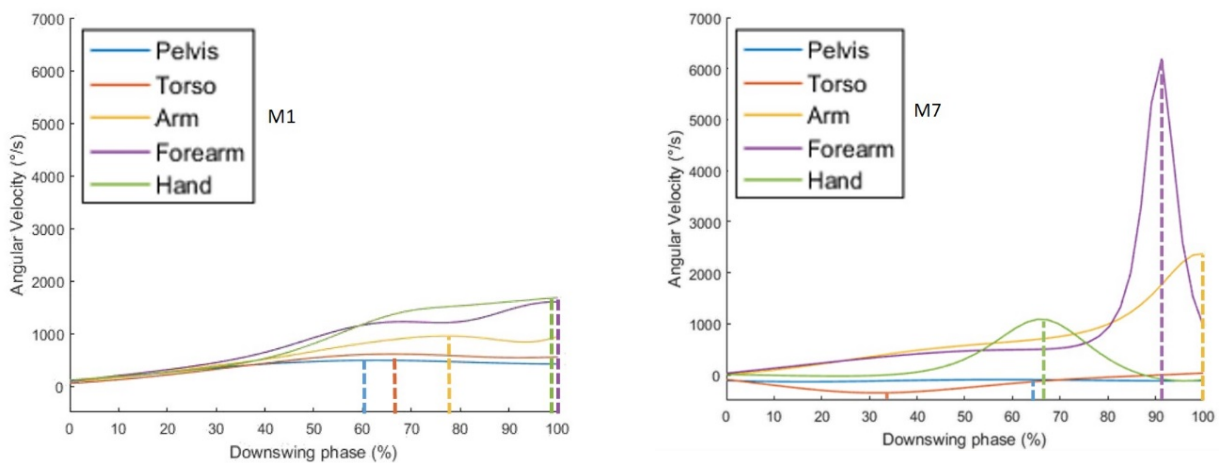 7000
6000
5000
4000
3000
2000
1000
0
Angular Velocity (°/s)
Pelvis
Torso
Arm
Forearm
Hand
M1
0 10 20 30 40 50 60 70 80 90 100
Downswing phase (%)
7000
6000
5000
4000
3000
2000
1000
0
Angular Velocity (°/s)
Pelvis
Torso
Arm
Forearm
Hand
M7
0 10 20 30 40 50 60 70 80 90 100
Downswing phase (%)